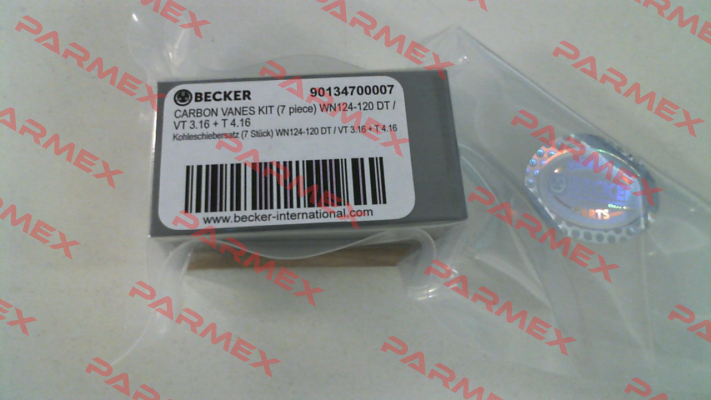 BECKER 90134700007
CARBON VANES KIT (7 piece) WN124-120 DT /
VT 3.16 + T 4.16
Kohleschiebersatz (7 Stück) WN124-120 DT / VT 3.16 + T 4.16
www.becker-international.com
PARMEX